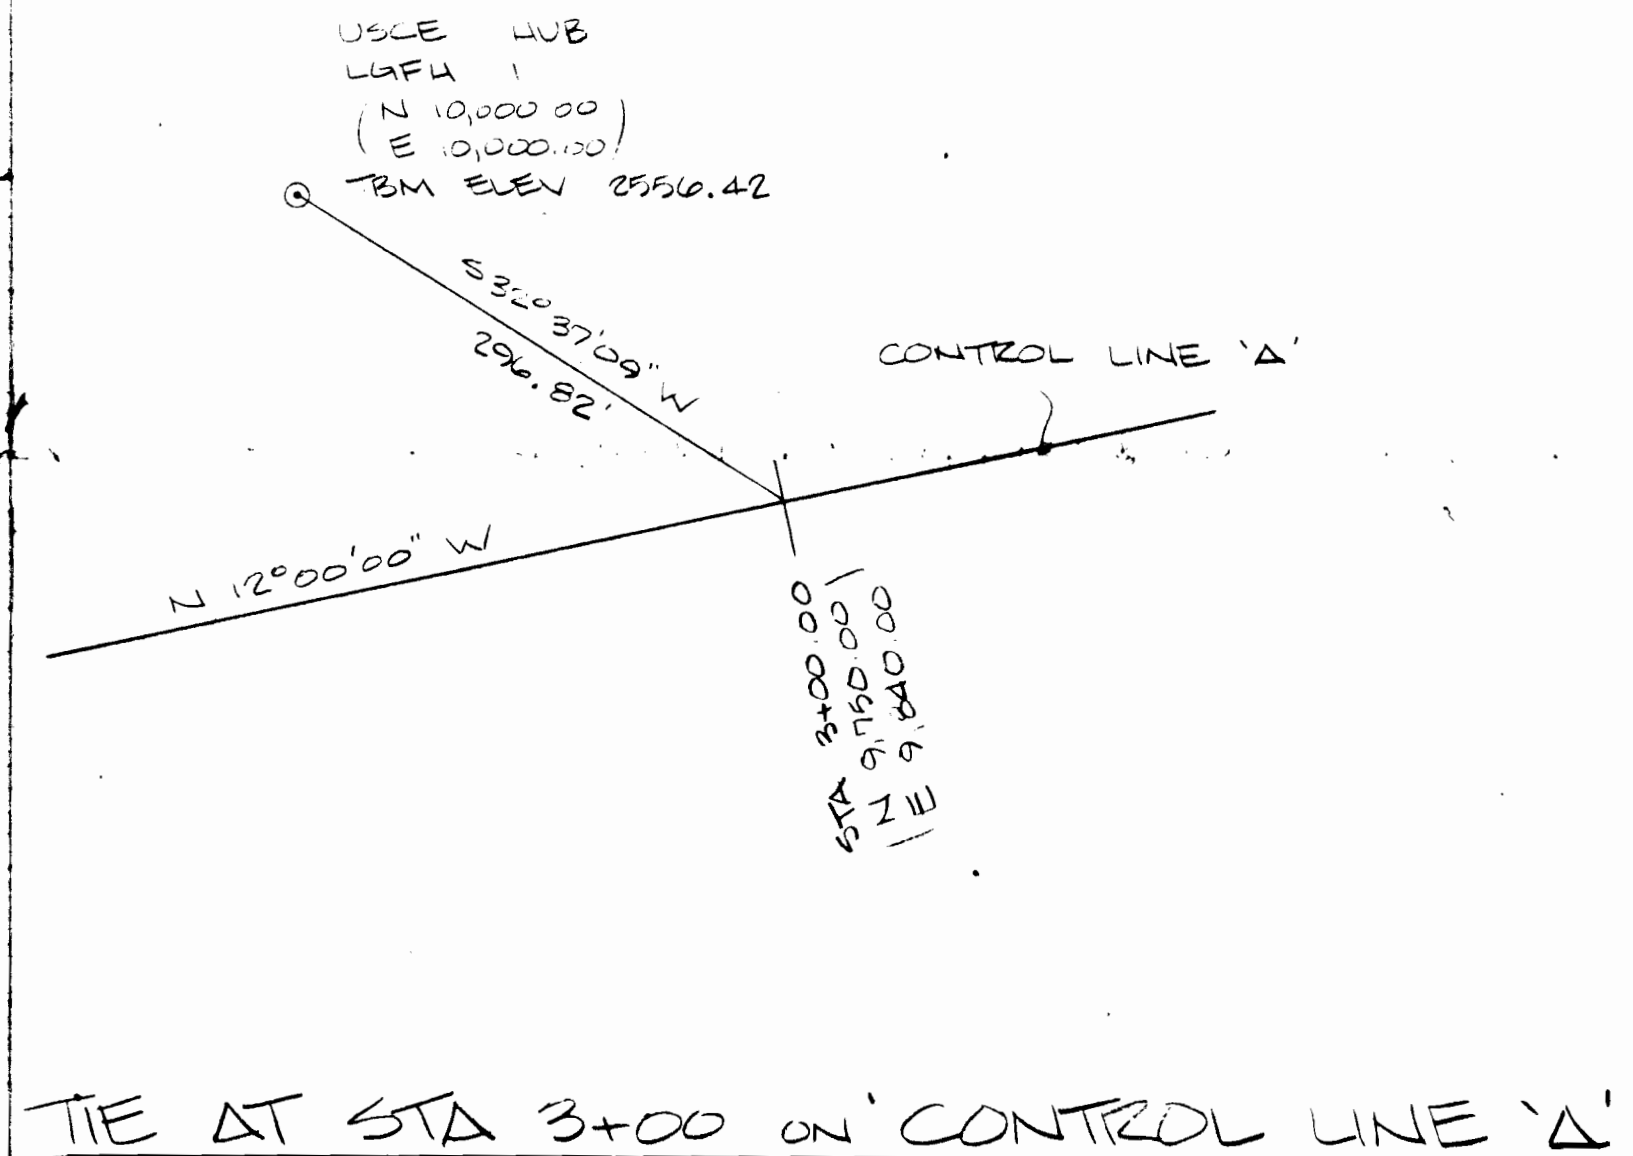 USCE HUB
LGFH 1
(N 10,000.00)
(E 10,000.00)
TBM ELEV 2556.42
S 32° 37' 09" W
296.82'
CONTROL LINE 'A'
N 12° 00' 00" W
STA 3+00.00
N 9,750.00
E 9,840.00
TIE AT STA 3+00 ON CONTROL LINE 'A'